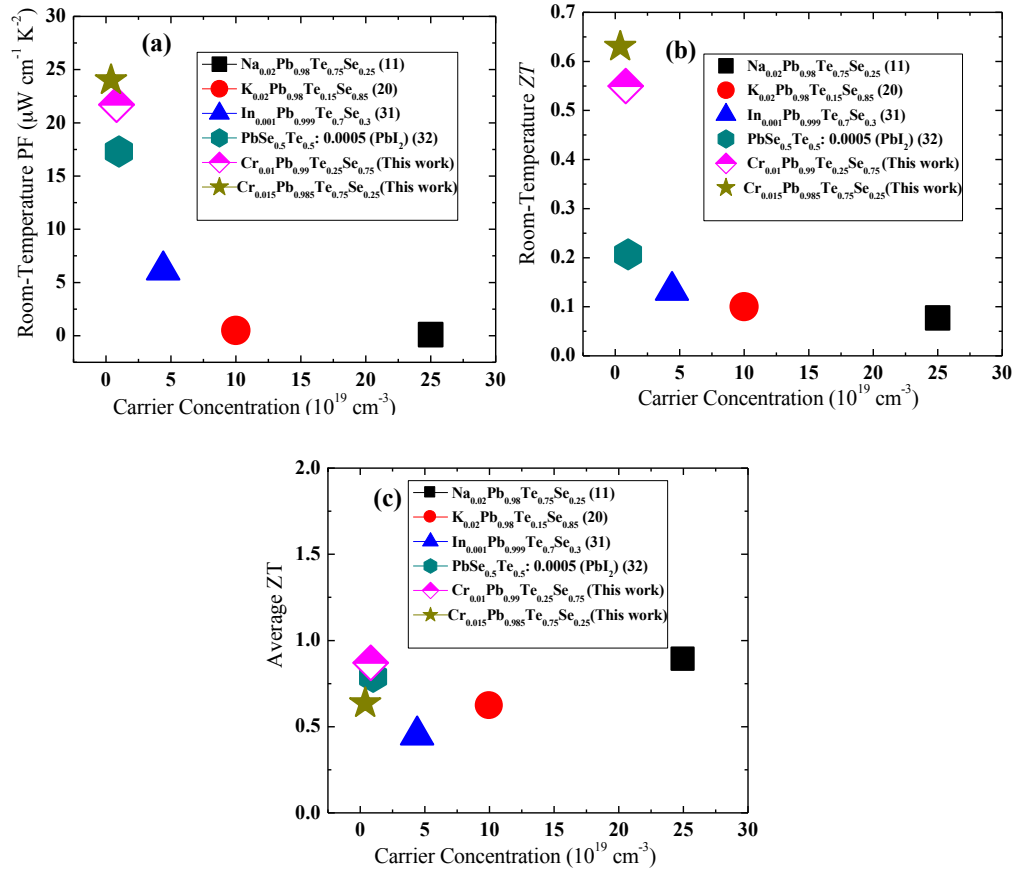 (a)
Room-Temperature PF (μW cm⁻¹ K⁻²)
30
25
20
15
10
5
0
Na₀.₀₂Pb₀.₉₈Te₀.₇₅Se₀.₂₅ (11)
K₀.₀₂Pb₀.₉₈Te₀.₁₅Se₀.₈₅ (20)
In₀.₀₀₁Pb₀.₉₉₉Te₀.₇Se₀.₃ (31)
PbSe₀.₅Te₀.₅: 0.0005 (PbI₂) (32)
Cr₀.₀₁Pb₀.₉₉Te₀.₂₅Se₀.₇₅ (This work)
Cr₀.₀₁₅Pb₀.₉₈₅Te₀.₇₅Se₀.₂₅(This work)
0 5 10 15 20 25 30
Carrier Concentration (10¹⁹ cm⁻³)
(b)
Room-Temperature ZT
0.7
0.6
0.5
0.4
0.3
0.2
0.1
0.0
Na₀.₀₂Pb₀.₉₈Te₀.₇₅Se₀.₂₅ (11)
K₀.₀₂Pb₀.₉₈Te₀.₁₅Se₀.₈₅ (20)
In₀.₀₀₁Pb₀.₉₉₉Te₀.₇Se₀.₃ (31)
PbSe₀.₅Te₀.₅: 0.0005 (PbI₂) (32)
Cr₀.₀₁Pb₀.₉₉Te₀.₂₅Se₀.₇₅ (This work)
Cr₀.₀₁₅Pb₀.₉₈₅Te₀.₇₅Se₀.₂₅(This work)
0 5 10 15 20 25 30
Carrier Concentration (10¹⁹ cm⁻³)
(c)
Average ZT
2.0
1.5
1.0
0.5
0.0
Na₀.₀₂Pb₀.₉₈Te₀.₇₅Se₀.₂₅ (11)
K₀.₀₂Pb₀.₉₈Te₀.₁₅Se₀.₈₅ (20)
In₀.₀₀₁Pb₀.₉₉₉Te₀.₇Se₀.₃ (31)
PbSe₀.₅Te₀.₅: 0.0005 (PbI₂) (32)
Cr₀.₀₁Pb₀.₉₉Te₀.₂₅Se₀.₇₅ (This work)
Cr₀.₀₁₅Pb₀.₉₈₅Te₀.₇₅Se₀.₂₅(This work)
0 5 10 15 20 25 30
Carrier Concentration (10¹⁹ cm⁻³)